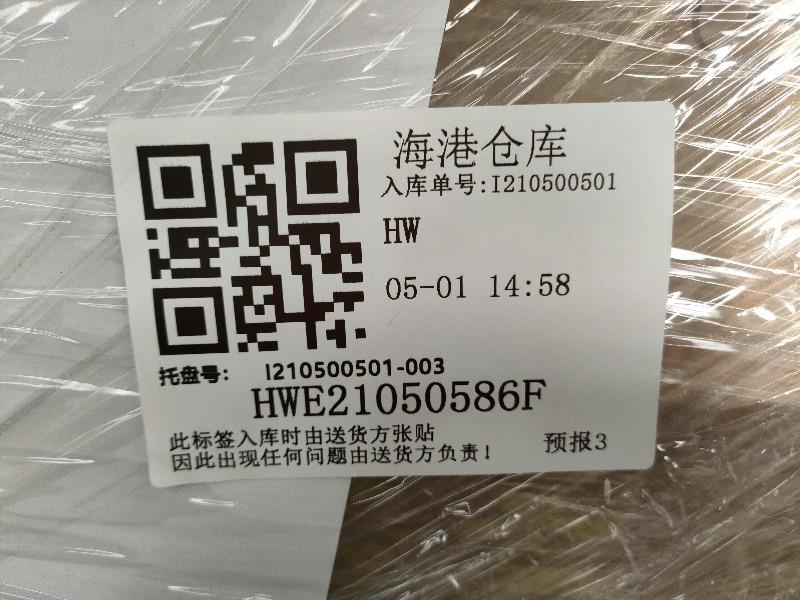 海港仓库
入库单号:I210500501
HW
05-01 14:58
托盘号: I210500501-003
HWE21050586F
此标签入库时由送货方张贴
因此出现任何问题由送货方负责!
预报3